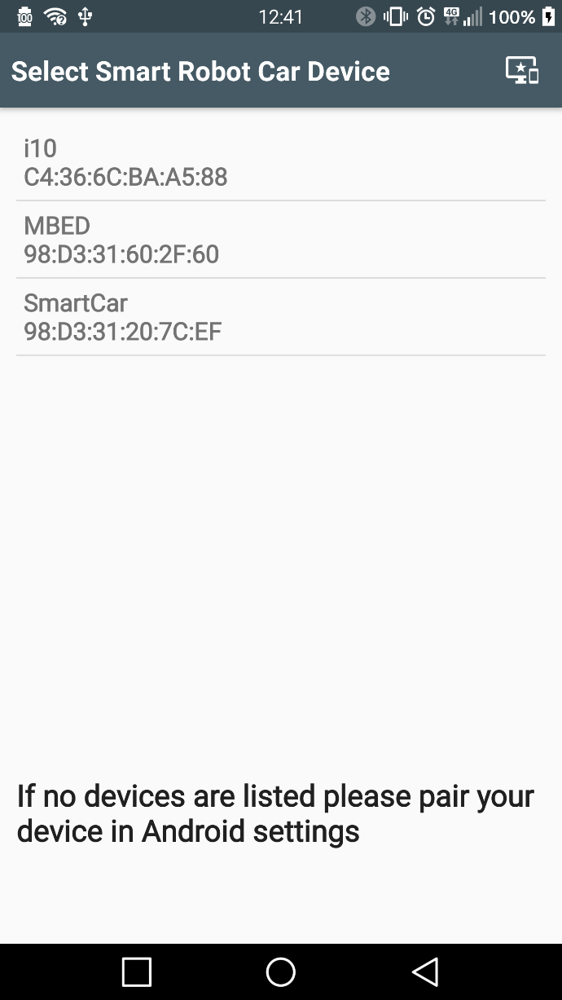 100 12:41 4G 100%
Select Smart Robot Car Device
i10
C4:36:6C:BA:A5:88
MBED
98:D3:31:60:2F:60
SmartCar
98:D3:31:20:7C:EF
If no devices are listed please pair your
device in Android settings